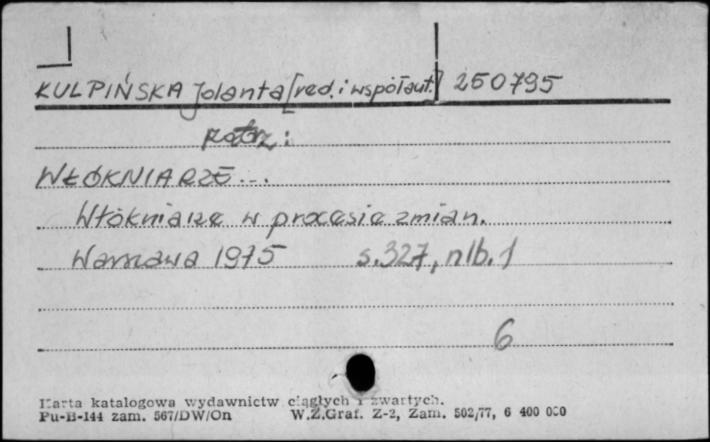 KULPIŃSKA Jolanta [red. i współaut.] 250795
patrz:
WŁÓKNIARZE...
Włókniarze w procesie zmian.
Warszawa 1975 s. 327, nlb. 1
6
Karta katalogowa wydawnictw ciągłych i zwartych.
Pu-B-144 zam. 567/DW/On W.Z.Graf. Z-2, Zam. 502/77, 6 400 000